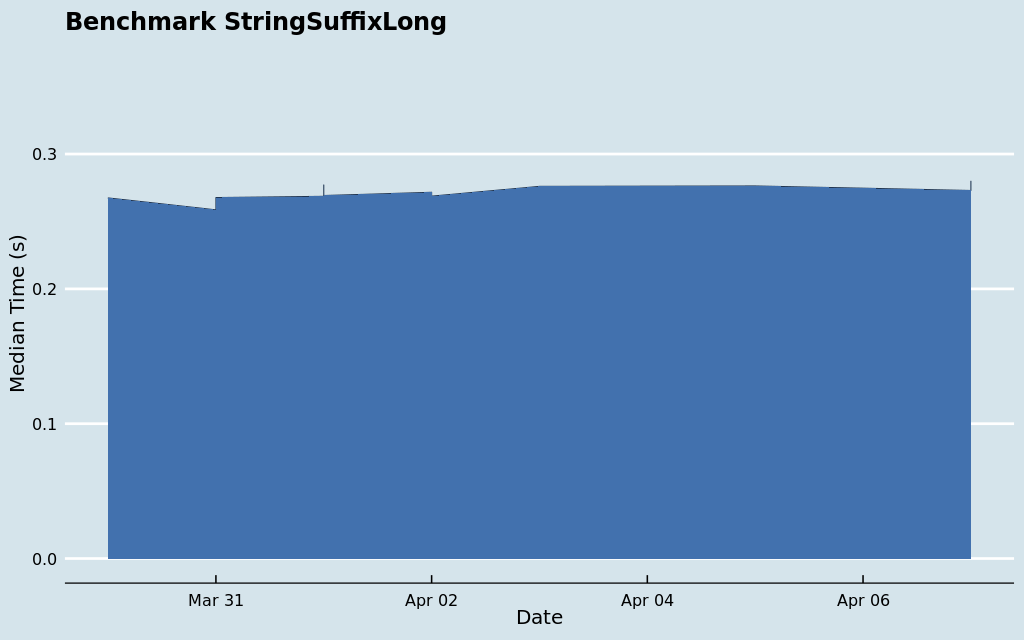 Benchmark StringSuffixLong
Median Time (s)
0.3
0.2
0.1
0.0
Mar 31
Apr 02
Apr 04
Apr 06
Date